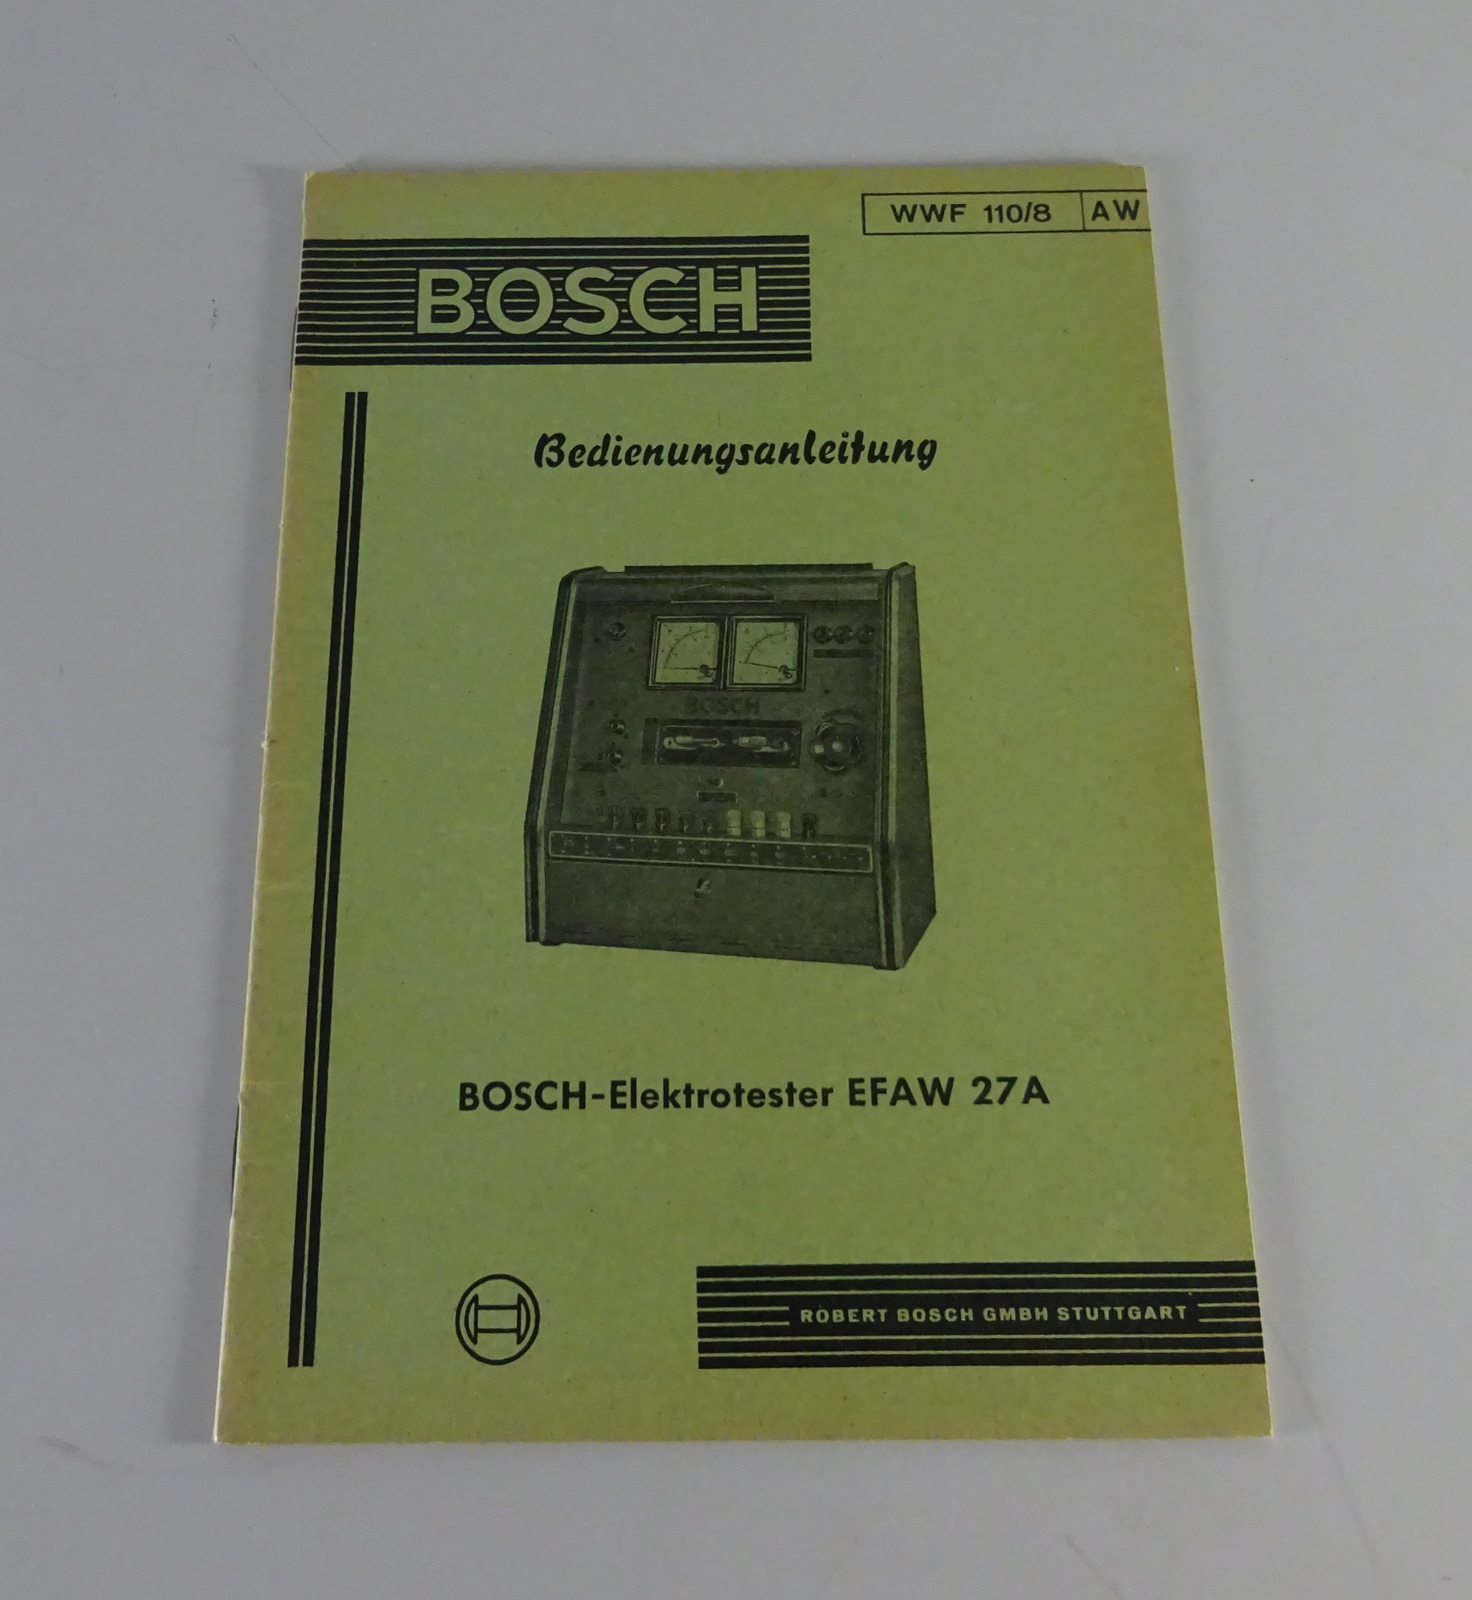 WWF 110/8 AW
BOSCH
Bedienungsanleitung
BOSCH
BOSCH-Elektrotester EFAW 27A
ROBERT BOSCH GMBH STUTTGART